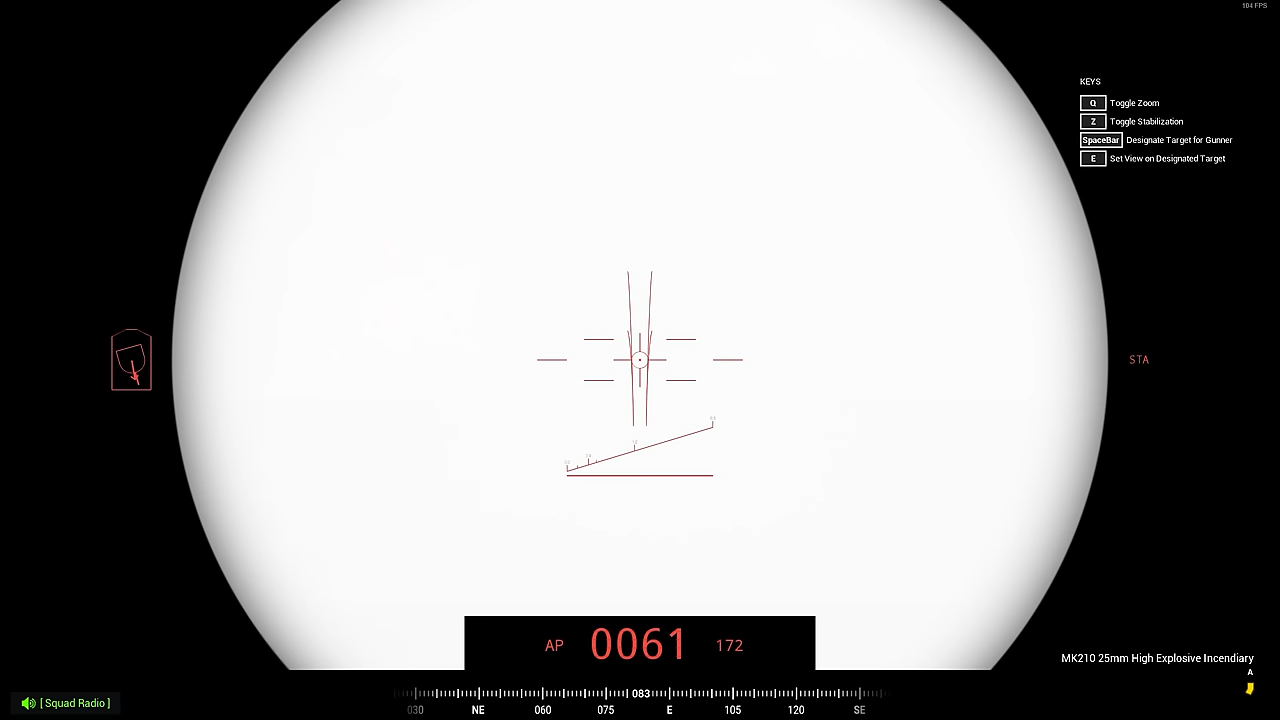 104 FPS
KEYS
Q Toggle Zoom
Z Toggle Stabilization
SpaceBar Designate Target for Gunner
E Set View on Designated Target
STA
AP 0061 172
MK210 25mm High Explosive Incendiary
A
[ Squad Radio ]
083
030 NE 060 075 E 105 120 SE